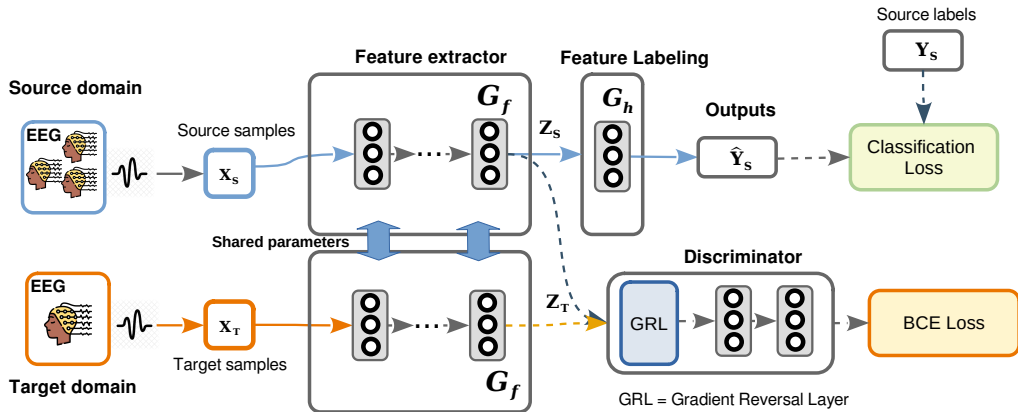 Source labels
Y_S
Feature extractor
Feature Labeling
Source domain
EEG
Source samples
X_S
G_f
Z_S
G_h
Outputs
Ŷ_S
Classification
Loss
Shared parameters
Discriminator
EEG
X_T
Z_T
GRL
BCE Loss
Target samples
Target domain
G_f
GRL = Gradient Reversal Layer